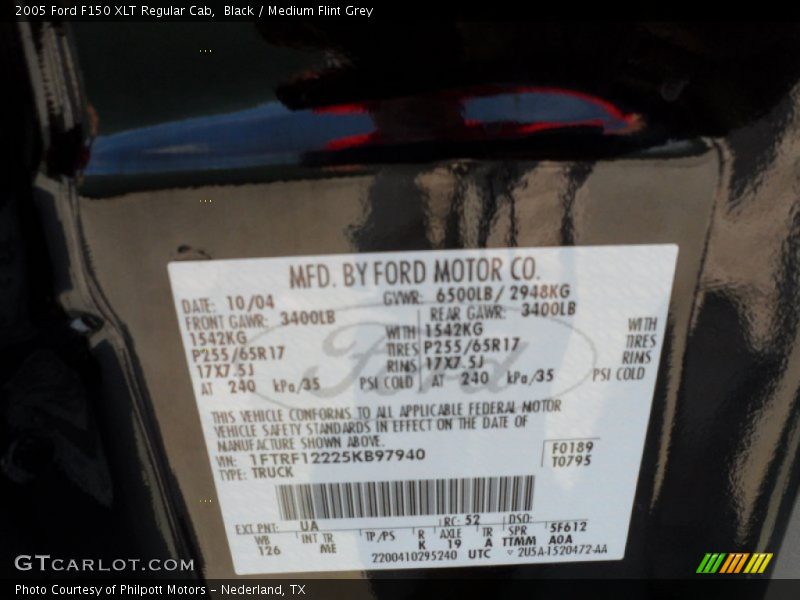 2005 Ford F150 XLT Regular Cab,  Black / Medium Flint Grey
MFD. BY FORD MOTOR CO.
DATE: 10/04 GVWR: 6500LB/ 2948KG
FRONT GAWR: 3400LB REAR GAWR: 3400LB
1542KG WITH 1542KG WITH
P255/65R17 TIRES P255/65R17 TIRES
17X7.5J RIMS 17X7.5J RIMS
AT 240 kPa/35 PSI COLD AT 240 kPa/35 PSI COLD
Ford
THIS VEHICLE CONFORMS TO ALL APPLICABLE FEDERAL MOTOR
VEHICLE SAFETY STANDARDS IN EFFECT ON THE DATE OF
MANUFACTURE SHOWN ABOVE.
VIN: 1FTRF12225KB97940 F0189
TYPE: TRUCK T0795
EXT PNT: UA RC: 52 DSO:
WB INT TR TP/PS R AXLE TR SPR 5F612
126 ME K 19 A TTMM A0A
2200410295240 UTC 2U5A-1520472-AA
GTCARLOT.COM
Photo Courtesy of Philpott Motors - Nederland, TX